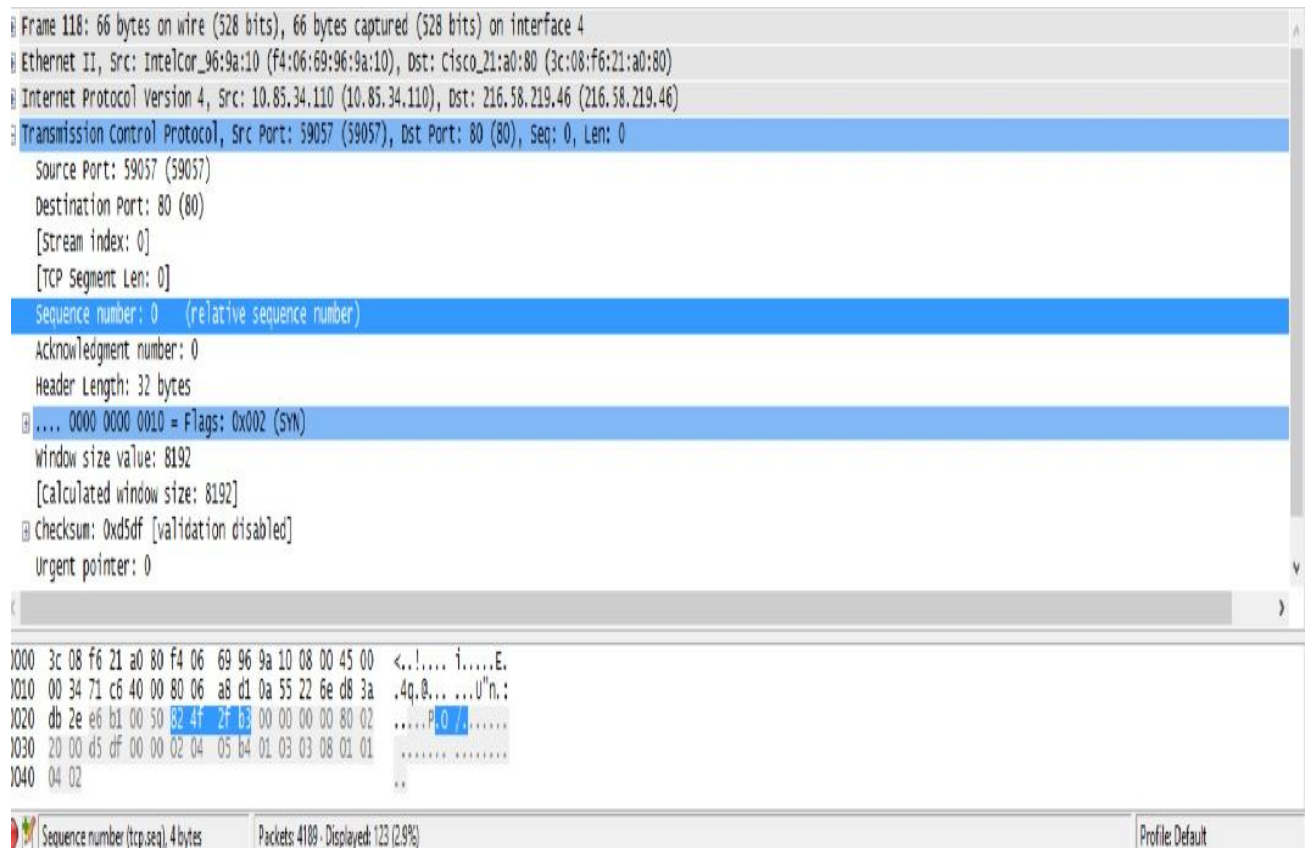 Frame 118: 66 bytes on wire (528 bits), 66 bytes captured (528 bits) on interface 4
Ethernet II, Src: IntelCor_96:9a:10 (f4:06:69:96:9a:10), Dst: Cisco_21:a0:80 (3c:08:f6:21:a0:80)
Internet Protocol Version 4, Src: 10.85.34.110 (10.85.34.110), Dst: 216.58.219.46 (216.58.219.46)
Transmission Control Protocol, Src Port: 59057 (59057), Dst Port: 80 (80), Seq: 0, Len: 0
Source Port: 59057 (59057)
Destination Port: 80 (80)
[Stream index: 0]
[TCP Segment Len: 0]
Sequence number: 0 (relative sequence number)
Acknowledgment number: 0
Header Length: 32 bytes
.... 0000 0000 0010 = Flags: 0x002 (SYN)
Window size value: 8192
[Calculated window size: 8192]
Checksum: 0xd5df [validation disabled]
Urgent pointer: 0
0000 3c 08 f6 21 a0 80 f4 06 69 96 9a 10 08 00 45 00 <..!.... i.....E.
0010 00 34 71 c6 40 00 80 06 a8 d1 0a 55 22 6e d8 3a .4q.@... ...U"n.:
0020 db 2e e6 b1 00 50 82 4f 2f b3 00 00 00 00 80 02 .....P.O /.......
0030 20 00 d5 df 00 00 02 04 05 b4 01 03 03 08 01 01 ....... ........
0040 04 02 ..
Sequence number (tcp.seq), 4 bytes Packets: 4189 · Displayed: 123 (2.9%) Profile: Default